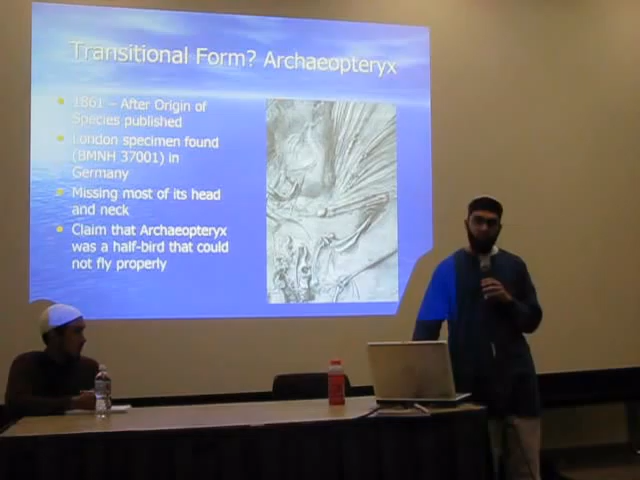 Transitional Form? Archaeopteryx
1861 – After Origin of
Species published
London specimen found
(BMNH 37001) in
Germany
Missing most of its head
and neck
Claim that Archaeopteryx
was a half-bird that could
not fly properly